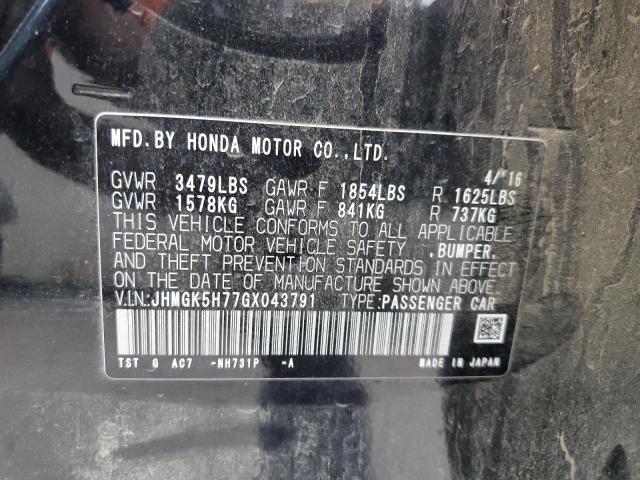 MFD.BY HONDA MOTOR CO.,LTD.
4/'16
GVWR 3479LBS GAWR F 1854LBS R 1625LBS
GVWR 1578KG GAWR F 841KG R 737KG
THIS VEHICLE CONFORMS TO ALL APPLICABLE
FEDERAL MOTOR VEHICLE SAFETY ,BUMPER,
AND THEFT PREVENTION STANDARDS IN EFFECT
ON THE DATE OF MANUFACTURE SHOWN ABOVE.
V.I.N:JHMGK5H77GX043791 TYPE:PASSENGER CAR
TST G AC7 -NH731P -A MADE IN JAPAN